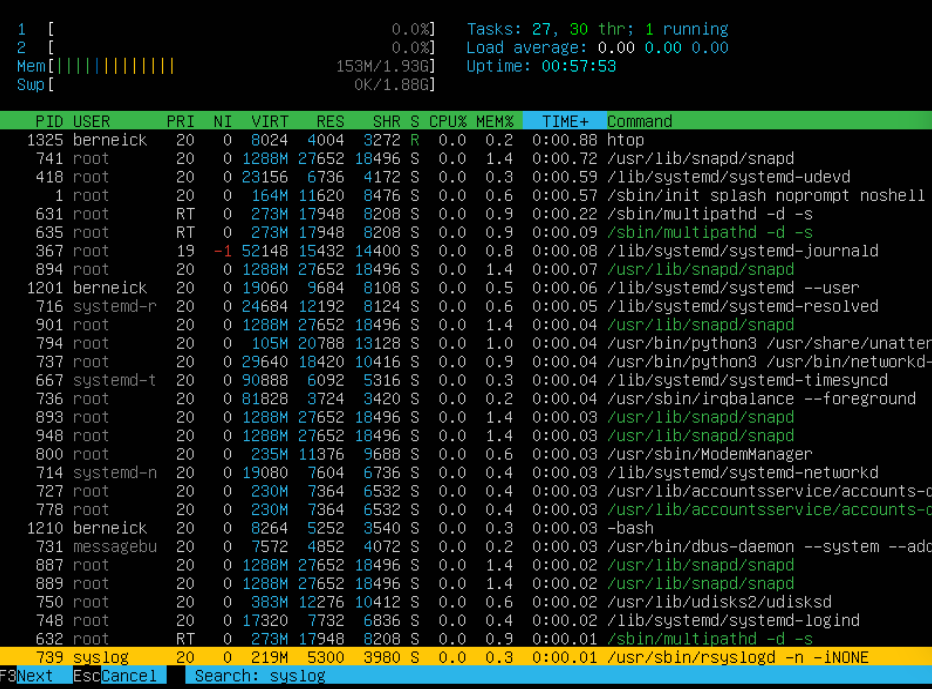 1 [ 0.0%] Tasks: 27, 30 thr; 1 running
2 [ 0.0%] Load average: 0.00 0.00 0.00
Mem[||||||||||||| 153M/1.93G] Uptime: 00:57:53
Swp[ 0K/1.88G]
PID USER PRI NI VIRT RES SHR S CPU% MEM% TIME+ Command
1325 berneick 20 0 8024 4004 3272 R 0.0 0.2 0:00.88 htop
741 root 20 0 1288M 27652 18496 S 0.0 1.4 0:00.72 /usr/lib/snapd/snapd
418 root 20 0 23156 6736 4172 S 0.0 0.3 0:00.59 /lib/systemd/systemd-udevd
1 root 20 0 164M 11620 8476 S 0.0 0.6 0:00.57 /sbin/init splash noprompt noshell
631 root RT 0 273M 17948 8208 S 0.0 0.9 0:00.22 /sbin/multipathd -d -s
635 root RT 0 273M 17948 8208 S 0.0 0.9 0:00.09 /sbin/multipathd -d -s
367 root 19 -1 52148 15432 14400 S 0.0 0.8 0:00.08 /lib/systemd/systemd-journald
894 root 20 0 1288M 27652 18496 S 0.0 1.4 0:00.07 /usr/lib/snapd/snapd
1201 berneick 20 0 19060 9684 8108 S 0.0 0.5 0:00.06 /lib/systemd/systemd --user
716 systemd-r 20 0 24684 12192 8124 S 0.0 0.6 0:00.05 /lib/systemd/systemd-resolved
901 root 20 0 1288M 27652 18496 S 0.0 1.4 0:00.04 /usr/lib/snapd/snapd
794 root 20 0 105M 20788 13128 S 0.0 1.0 0:00.04 /usr/bin/python3 /usr/share/unatter
737 root 20 0 29640 18420 10416 S 0.0 0.9 0:00.04 /usr/bin/python3 /usr/bin/networkd-
667 systemd-t 20 0 90888 6092 5316 S 0.0 0.3 0:00.04 /lib/systemd/systemd-timesyncd
736 root 20 0 81828 3724 3420 S 0.0 0.2 0:00.04 /usr/sbin/irqbalance --foreground
893 root 20 0 1288M 27652 18496 S 0.0 1.4 0:00.03 /usr/lib/snapd/snapd
948 root 20 0 1288M 27652 18496 S 0.0 1.4 0:00.03 /usr/lib/snapd/snapd
800 root 20 0 235M 11376 9688 S 0.0 0.6 0:00.03 /usr/sbin/ModemManager
714 systemd-n 20 0 19080 7604 6736 S 0.0 0.4 0:00.03 /lib/systemd/systemd-networkd
727 root 20 0 230M 7364 6532 S 0.0 0.4 0:00.03 /usr/lib/accountsservice/accounts-d
778 root 20 0 230M 7364 6532 S 0.0 0.4 0:00.03 /usr/lib/accountsservice/accounts-d
1210 berneick 20 0 8264 5252 3540 S 0.0 0.3 0:00.03 -bash
731 messagebu 20 0 7572 4852 4072 S 0.0 0.2 0:00.03 /usr/bin/dbus-daemon --system --add
887 root 20 0 1288M 27652 18496 S 0.0 1.4 0:00.02 /usr/lib/snapd/snapd
889 root 20 0 1288M 27652 18496 S 0.0 1.4 0:00.02 /usr/lib/snapd/snapd
750 root 20 0 383M 12276 10412 S 0.0 0.6 0:00.02 /usr/lib/udisks2/udisksd
748 root 20 0 17320 7732 6836 S 0.0 0.4 0:00.02 /lib/systemd/systemd-logind
632 root RT 0 273M 17948 8208 S 0.0 0.9 0:00.01 /sbin/multipathd -d -s
739 syslog 20 0 219M 5300 3980 S 0.0 0.3 0:00.01 /usr/sbin/rsyslogd -n -iNONE
F3Next EscCancel Search: syslog